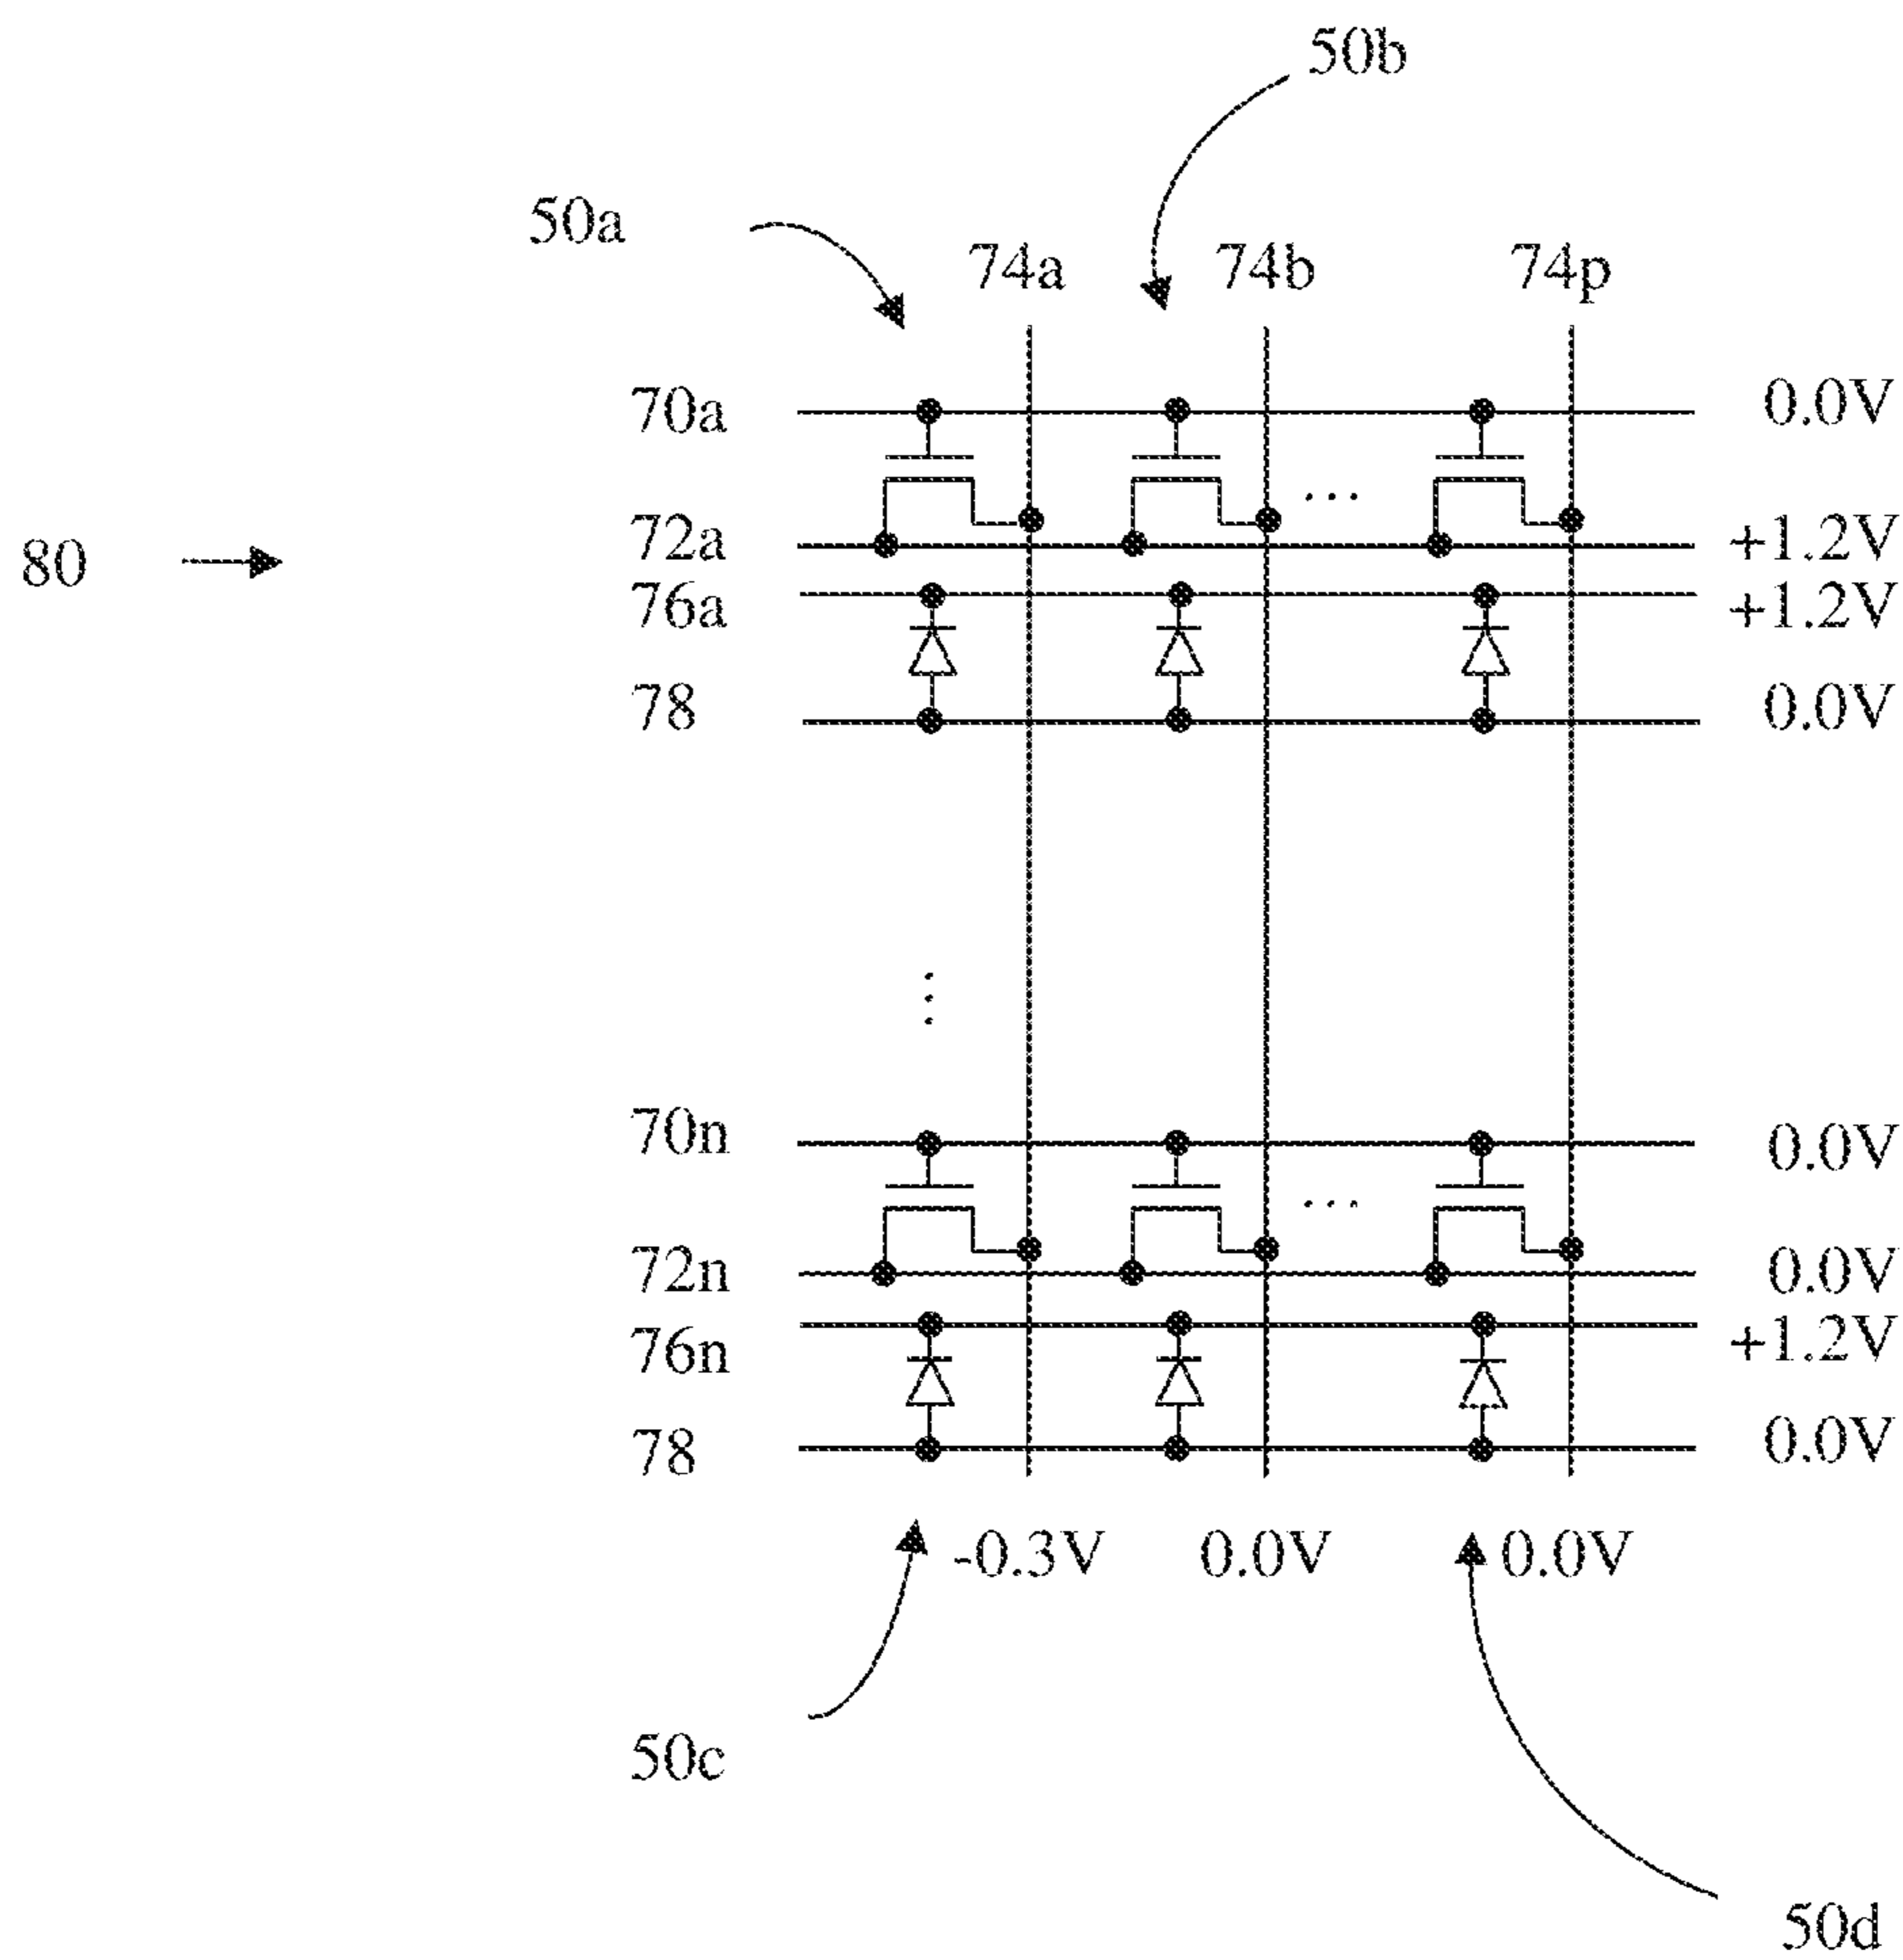 50b
50a
74a 74b 74p
70a 0.0V
...
72a +1.2V
80
76a +1.2V
78 0.0V
...
70n 0.0V
...
72n 0.0V
76n +1.2V
78 0.0V
-0.3V 0.0V 0.0V
50c
50d